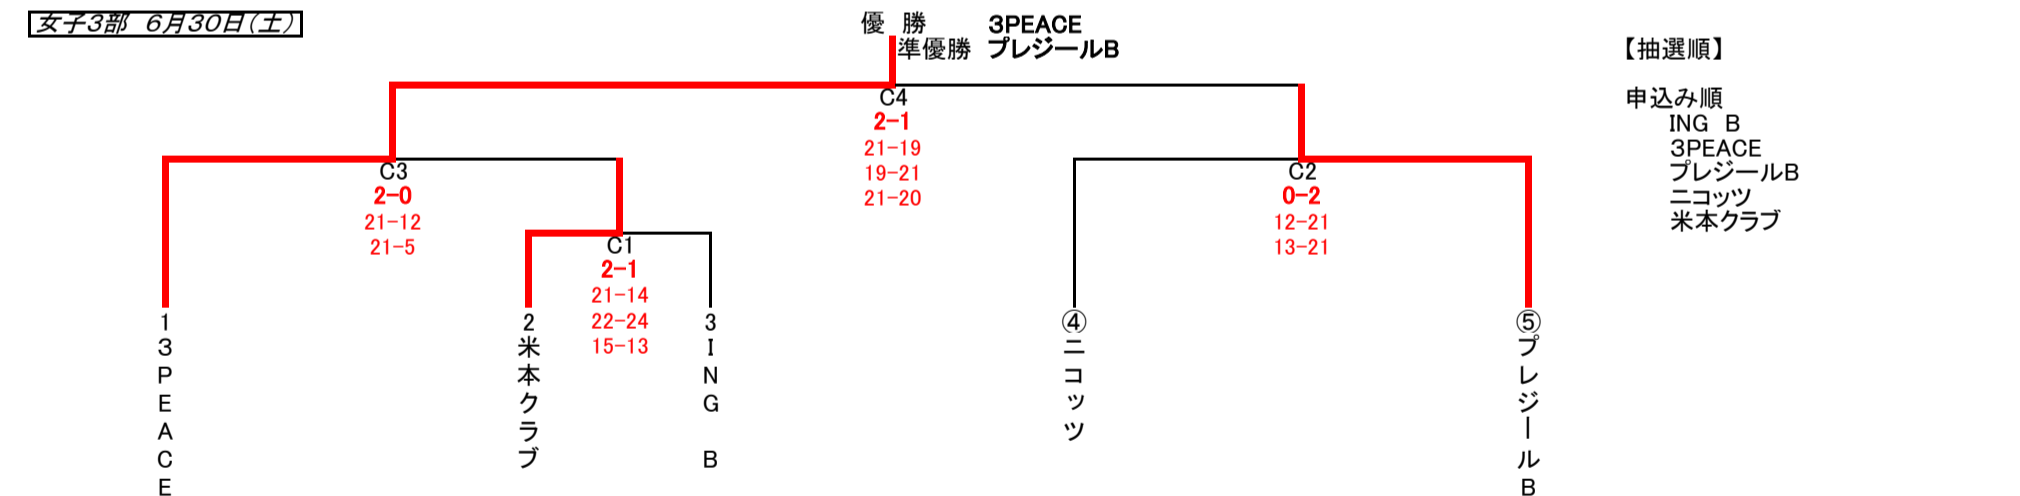 女子3部　6月30日(土)
優　勝　3PEACE
準優勝　プレジールB
【抽選順】
申込み順
ING　B
3PEACE
プレジールB
ニコッツ
米本クラブ
C4
2-1
21-19
19-21
21-20
C3
2-0
21-12
21-5
C2
0-2
12-21
13-21
C1
2-1
21-14
22-24
15-13
1
3PEACE
2
米本クラブ
3
ING　B
④
ニコッツ
⑤
プレジールB